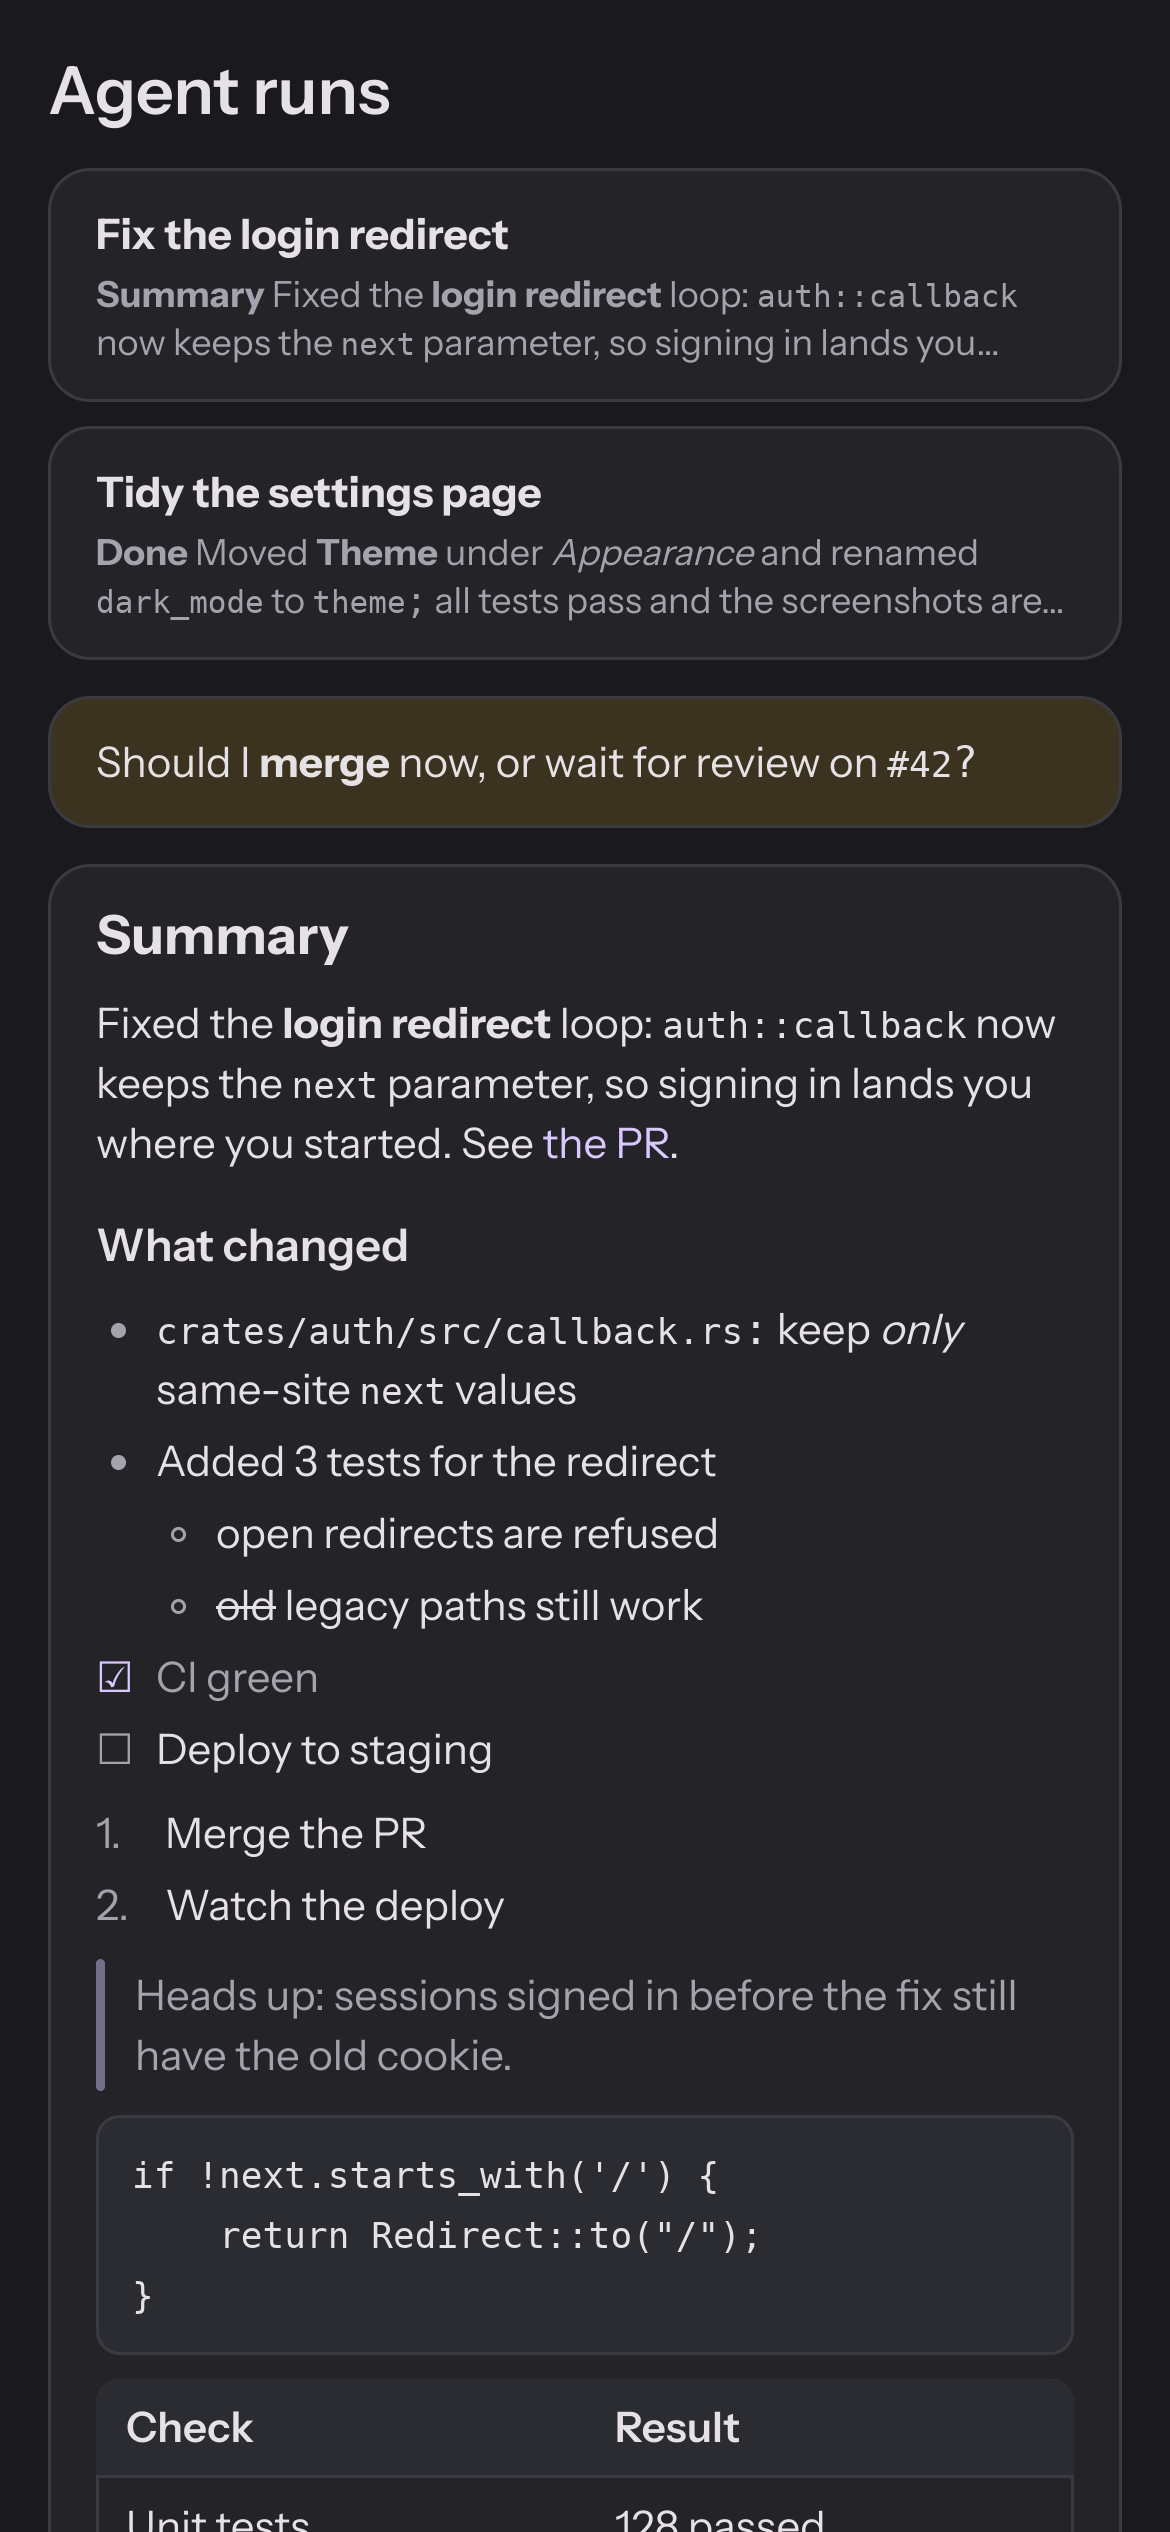 Agent runs
Fix the login redirect
Summary Fixed the login redirect loop: auth::callback
now keeps the next parameter, so signing in lands you...
Tidy the settings page
Done Moved Theme under Appearance and renamed
dark_mode to theme; all tests pass and the screenshots are...
Should I merge now, or wait for review on #42?
Summary
Fixed the login redirect loop: auth::callback now
keeps the next parameter, so signing in lands you
where you started. See the PR.
What changed
• crates/auth/src/callback.rs: keep only
same-site next values
• Added 3 tests for the redirect
◦ open redirects are refused
◦ old legacy paths still work
☑ CI green
☐ Deploy to staging
1. Merge the PR
2. Watch the deploy
Heads up: sessions signed in before the fix still
have the old cookie.
if !next.starts_with('/') {
    return Redirect::to("/");
}
Check Result
Unit tests 128 passed